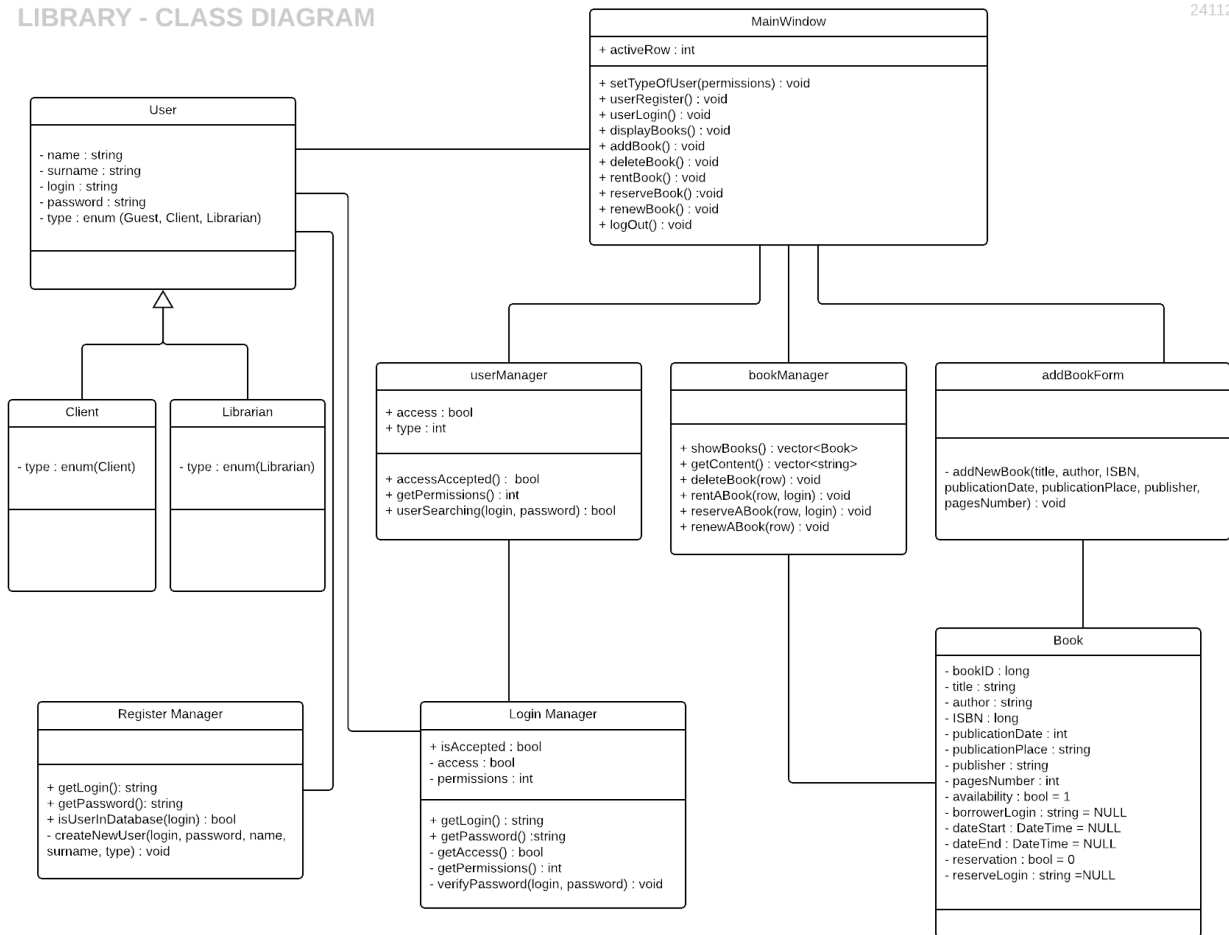 LIBRARY - CLASS DIAGRAM
24112
MainWindow
+ activeRow : int
+ setTypeOfUser(permissions) : void
+ userRegister() : void
+ userLogin() : void
+ displayBooks() : void
+ addBook() : void
+ deleteBook() : void
+ rentBook() : void
+ reserveBook() :void
+ renewBook() : void
+ logOut() : void
User
- name : string
- surname : string
- login : string
- password : string
- type : enum (Guest, Client, Librarian)
Client
- type : enum(Client)
Librarian
- type : enum(Librarian)
userManager
+ access : bool
+ type : int
+ accessAccepted() :  bool
+ getPermissions() : int
+ userSearching(login, password) : bool
bookManager
+ showBooks() : vector<Book>
+ getContent() : vector<string>
+ deleteBook(row) : void
+ rentABook(row, login) : void
+ reserveABook(row, login) : void
+ renewABook(row) : void
addBookForm
- addNewBook(title, author, ISBN,
publicationDate, publicationPlace, publisher,
pagesNumber) : void
Register Manager
+ getLogin(): string
+ getPassword(): string
+ isUserInDatabase(login) : bool
- createNewUser(login, password, name,
surname, type) : void
Login Manager
+ isAccepted : bool
- access : bool
- permissions : int
+ getLogin() : string
+ getPassword() :string
- getAccess() : bool
- getPermissions() : int
- verifyPassword(login, password) : void
Book
- bookID : long
- title : string
- author : string
- ISBN : long
- publicationDate : int
- publicationPlace : string
- publisher : string
- pagesNumber : int
- availability : bool = 1
- borrowerLogin : string = NULL
- dateStart : DateTime = NULL
- dateEnd : DateTime = NULL
- reservation : bool = 0
- reserveLogin : string =NULL